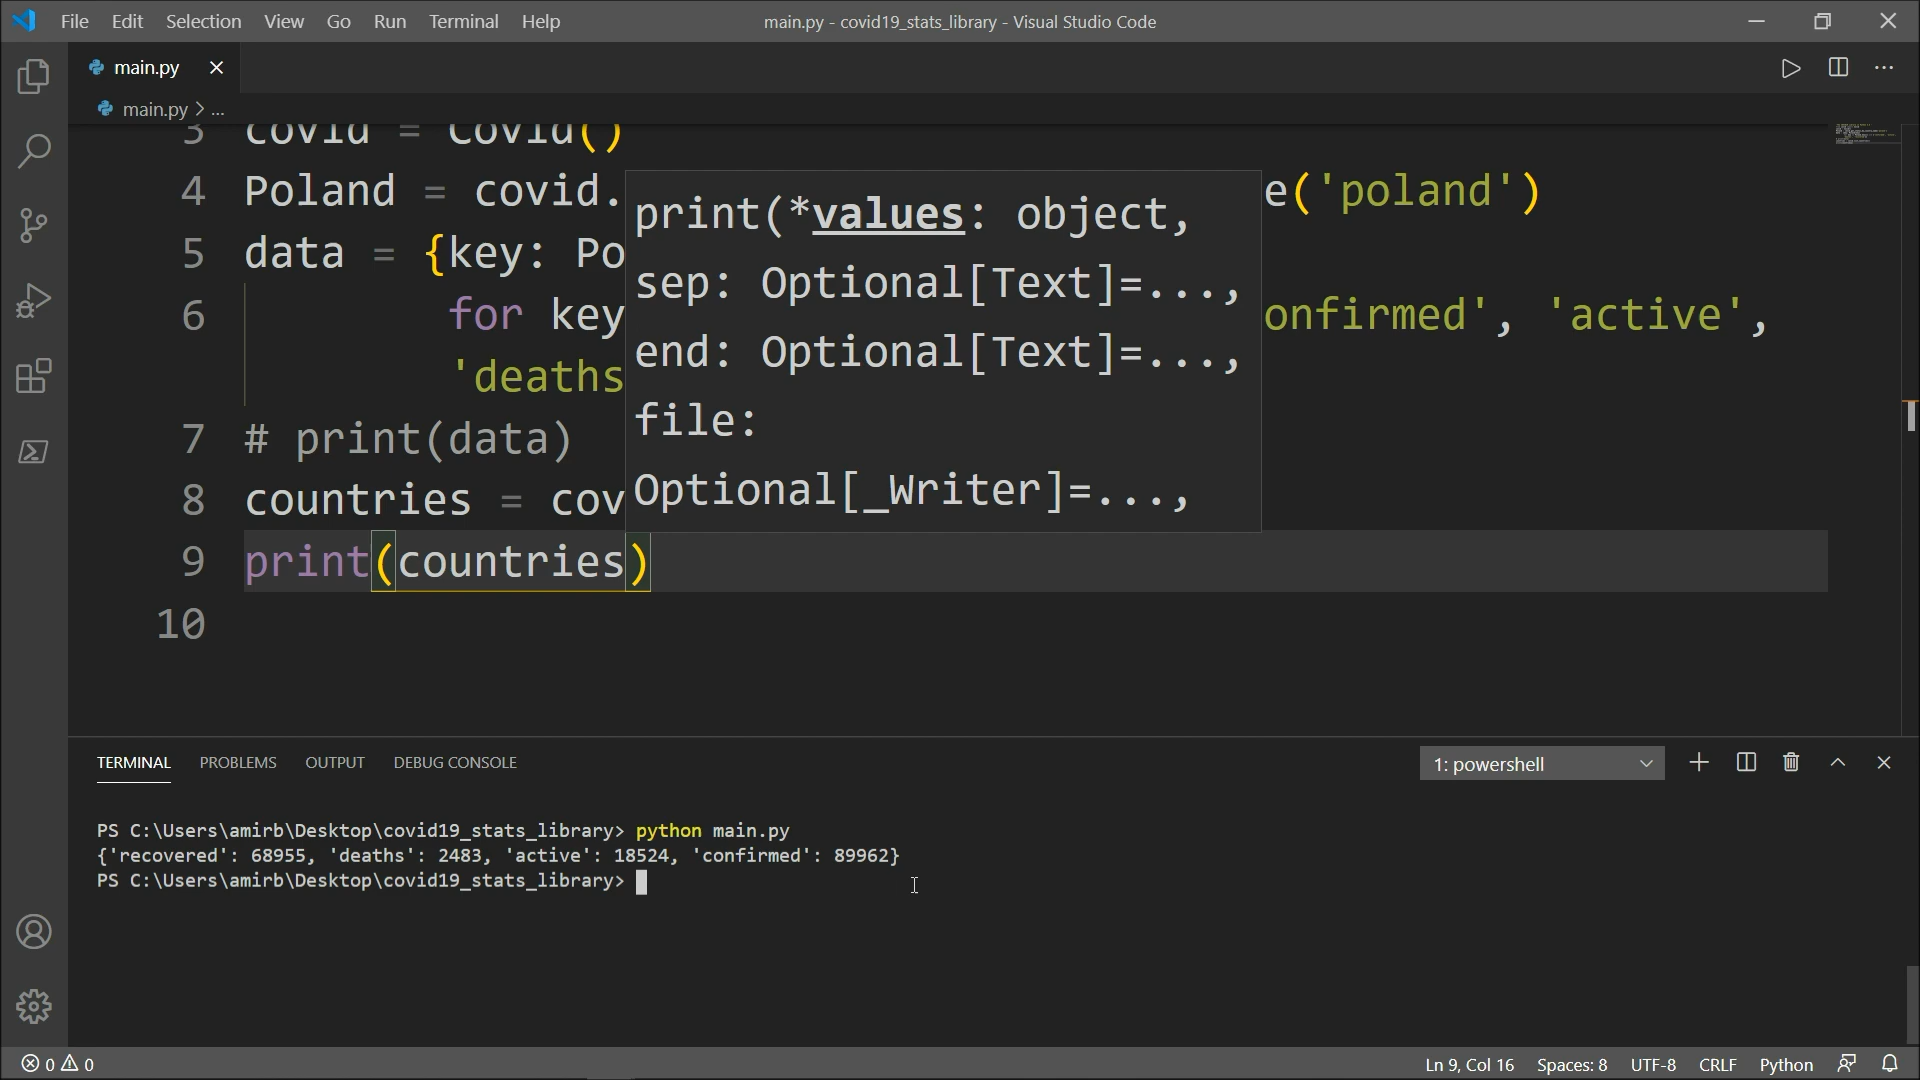 File Edit Selection View Go Run Terminal Help
main.py - covid19_stats_library - Visual Studio Code
main.py
main.py > ...
3 covid = Covid()
4 Poland = covid. e('poland')
5 data = {key: Po
6 for key onfirmed', 'active',
'deaths
7 # print(data)
8 countries = cov
9 print(countries)
10
print(*values: object,
sep: Optional[Text]=...,
end: Optional[Text]=...,
file:
Optional[_Writer]=...,
TERMINAL PROBLEMS OUTPUT DEBUG CONSOLE
1: powershell
PS C:\Users\amirb\Desktop\covid19_stats_library> python main.py
{'recovered': 68955, 'deaths': 2483, 'active': 18524, 'confirmed': 89962}
PS C:\Users\amirb\Desktop\covid19_stats_library>
0 0
Ln 9, Col 16 Spaces: 8 UTF-8 CRLF Python